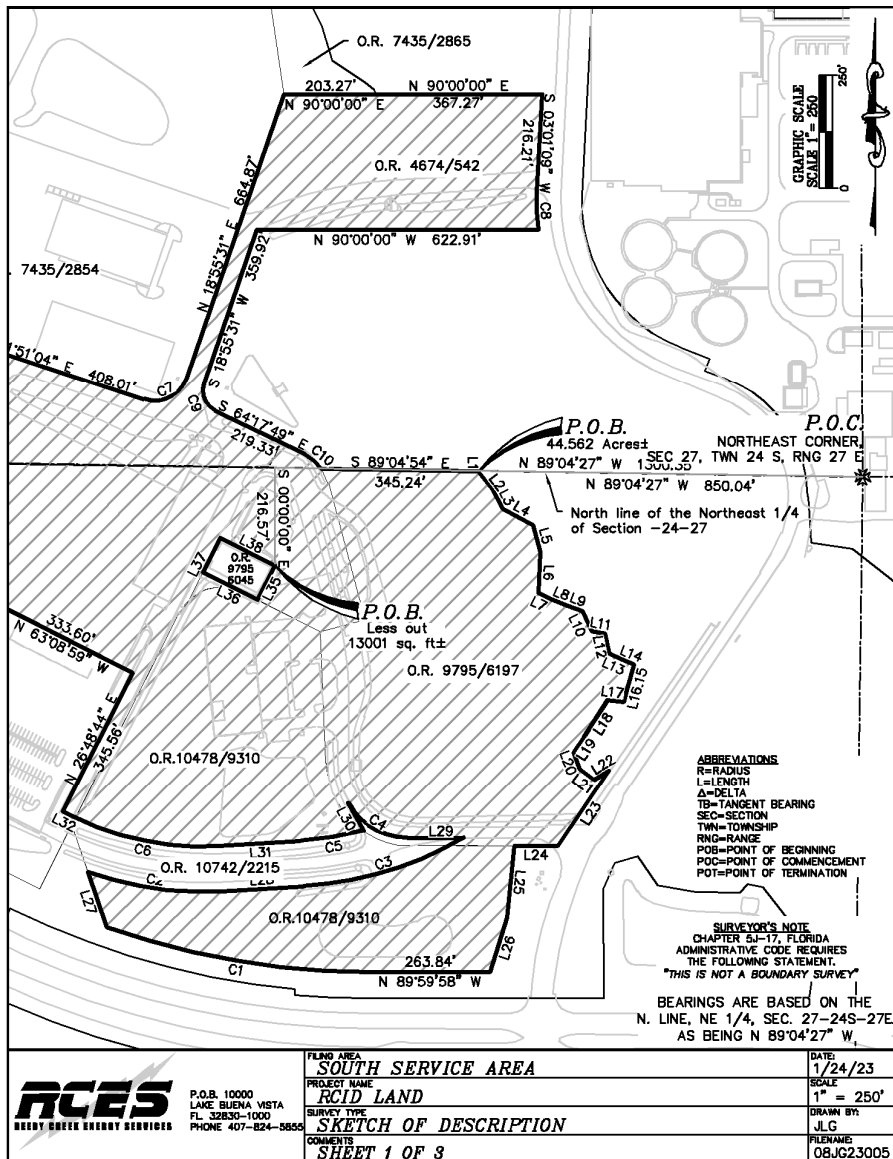 O.R. 7435/2865
203.27'
N 90°00'00" E
N 90°00'00" E
367.27'
S 03°01'09" W
216.21'
C8
O.R. 4674/542
GRAPHIC SCALE
SCALE 1" = 250
0
250'
N 18°55'31" E 664.87'
S 18°55'31" W 359.92'
N 90°00'00" W 622.91'
7435/2854
1°51'04" E
408.01'
C7
C9
S 64°17'49" E
219.33'
C10
P.O.B.
44.562 Acres±
P.O.C.
NORTHEAST CORNER,
SEC 27, TWN 24 S, RNG 27 E
S 89°04'54" E
345.24'
L1
N 89°04'27" W 1300.35'
N 89°04'27" W 850.04'
North line of the Northeast 1/4
of Section -24-27
S 00°00'00" E
216.57'
L2
L3
L4
L5
L6
L7
L8
L9
L10
L11
L12
L13
L14
L15
L16
L17
L18
L19
L20
L21
L22
L23
L24
L25
L26
L37
L38
L35
L36
O.R.
9795
6045
P.O.B.
Less out
13001 sq. ft±
333.60'
N 63°08'59" W
O.R. 9795/6197
N 26°48'44" E
345.56'
O.R.10478/9310
ABBREVIATIONS
R=RADIUS
L=LENGTH
Δ=DELTA
TB=TANGENT BEARING
SEC=SECTION
TWN=TOWNSHIP
RNG=RANGE
POB=POINT OF BEGINNING
POC=POINT OF COMMENCEMENT
POT=POINT OF TERMINATION
L32
L30
C4
L29
C6
L31
C5
O.R. 10742/2215
C3
C2
L28
L27
O.R.10478/9310
C1
263.84'
N 89°59'58" W
SURVEYOR'S NOTE
CHAPTER 5J-17, FLORIDA
ADMINISTRATIVE CODE REQUIRES
THE FOLLOWING STATEMENT.
"THIS IS NOT A BOUNDARY SURVEY"
BEARINGS ARE BASED ON THE
N. LINE, NE 1/4, SEC. 27-24S-27E
AS BEING N 89°04'27" W
RCES
REEDY CREEK ENERGY SERVICES
P.O.B. 10000
LAKE BUENA VISTA
FL 32830-1000
PHONE 407-824-5855
FILING AREA
SOUTH SERVICE AREA
PROJECT NAME
RCID LAND
SURVEY TYPE
SKETCH OF DESCRIPTION
COMMENTS
SHEET 1 OF 3
DATE:
1/24/23
SCALE
1" = 250'
DRAWN BY:
JLG
FILENAME:
08JG23005